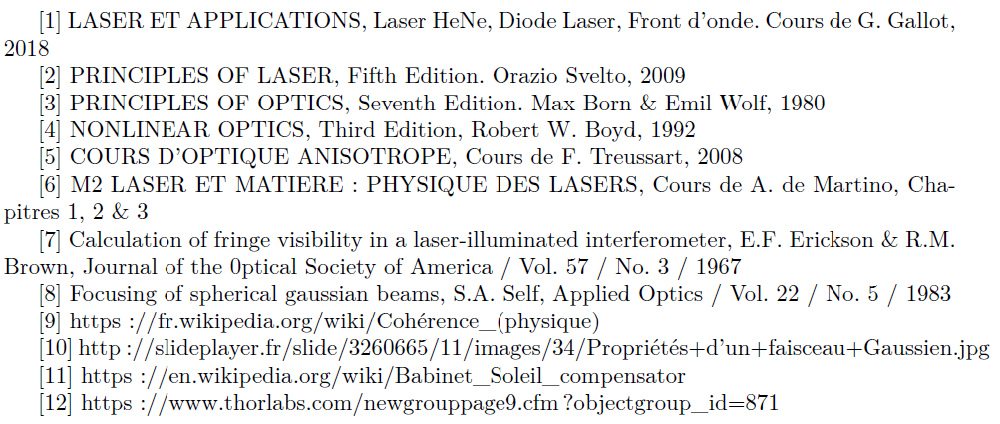 [1] LASER ET APPLICATIONS, Laser HeNe, Diode Laser, Front d'onde. Cours de G. Gallot,
2018
[2] PRINCIPLES OF LASER, Fifth Edition. Orazio Svelto, 2009
[3] PRINCIPLES OF OPTICS, Seventh Edition. Max Born & Emil Wolf, 1980
[4] NONLINEAR OPTICS, Third Edition, Robert W. Boyd, 1992
[5] COURS D'OPTIQUE ANISOTROPE, Cours de F. Treussart, 2008
[6] M2 LASER ET MATIERE : PHYSIQUE DES LASERS, Cours de A. de Martino, Cha-
pitres 1, 2 & 3
[7] Calculation of fringe visibility in a laser-illuminated interferometer, E.F. Erickson & R.M.
Brown, Journal of the 0ptical Society of America / Vol. 57 / No. 3 / 1967
[8] Focusing of spherical gaussian beams, S.A. Self, Applied Optics / Vol. 22 / No. 5 / 1983
[9] https ://fr.wikipedia.org/wiki/Cohérence_(physique)
[10] http ://slideplayer.fr/slide/3260665/11/images/34/Propriétés+d'un+faisceau+Gaussien.jpg
[11] https ://en.wikipedia.org/wiki/Babinet_Soleil_compensator
[12] https ://www.thorlabs.com/newgrouppage9.cfm ?objectgroup_id=871